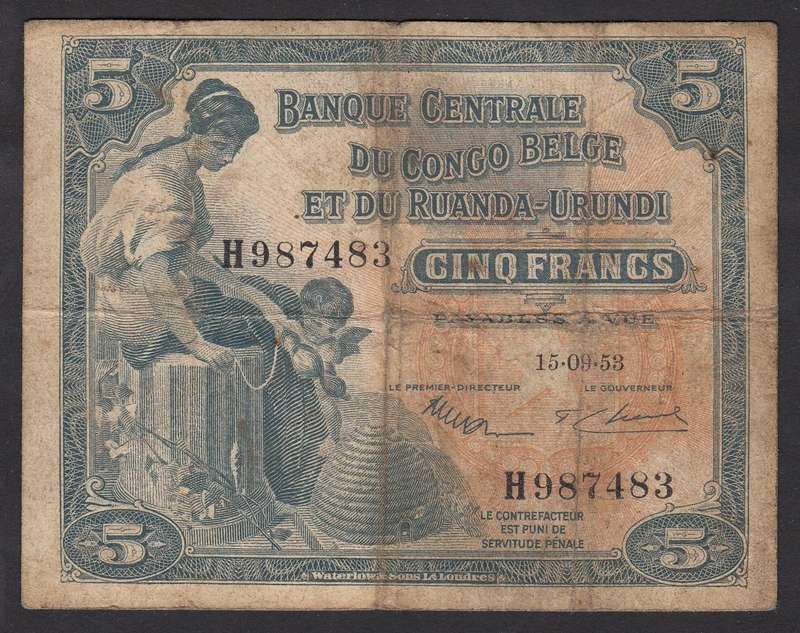 5 5
BANQUE CENTRALE
DU CONGO BELGE
ET DU RUANDA-URUNDI
H987483
CINQ FRANCS
PAYABLES A VUE
15·09·53
LE PREMIER-DIRECTEUR LE GOUVERNEUR
H987483
LE CONTREFACTEUR
EST PUNI DE
SERVITUDE PÉNALE
5 5
Waterlow & Sons Ld Londres